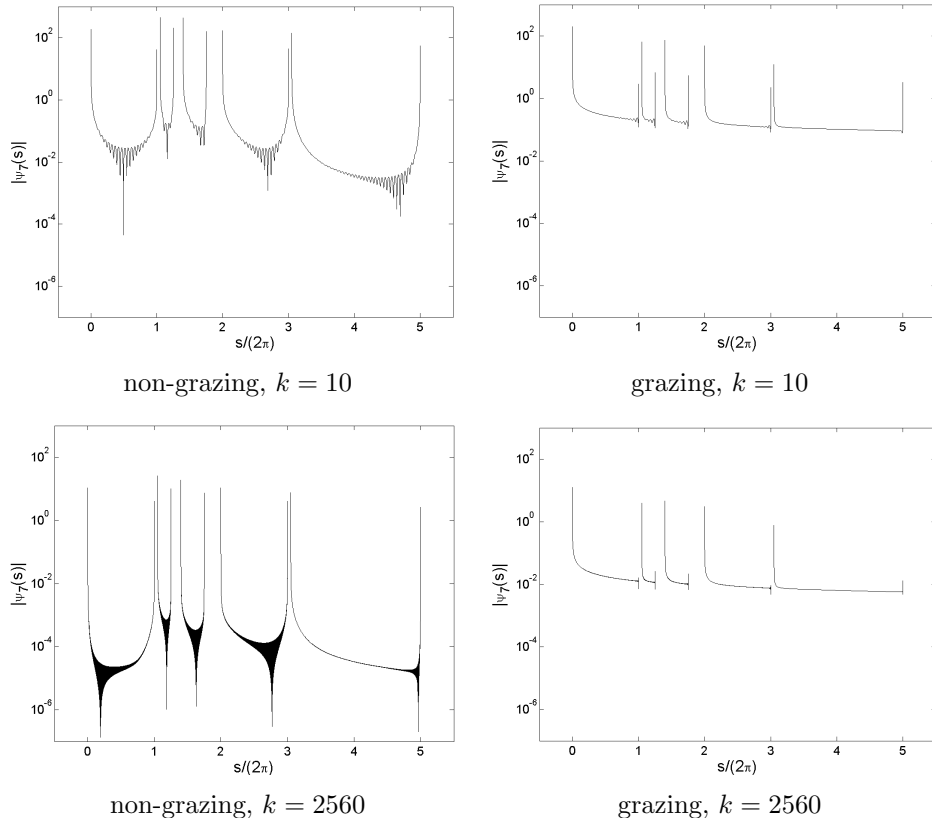 10²
10⁰
10⁻²
10⁻⁴
10⁻⁶
|ψ₇(s)|
0 1 2 3 4 5
s/(2π)
non-grazing, k = 10
10²
10⁰
10⁻²
10⁻⁴
10⁻⁶
|ψ₇(s)|
0 1 2 3 4 5
s/(2π)
grazing, k = 10
10²
10⁰
10⁻²
10⁻⁴
10⁻⁶
|ψ₇(s)|
0 1 2 3 4 5
s/(2π)
non-grazing, k = 2560
10²
10⁰
10⁻²
10⁻⁴
10⁻⁶
|ψ₇(s)|
0 1 2 3 4 5
s/(2π)
grazing, k = 2560